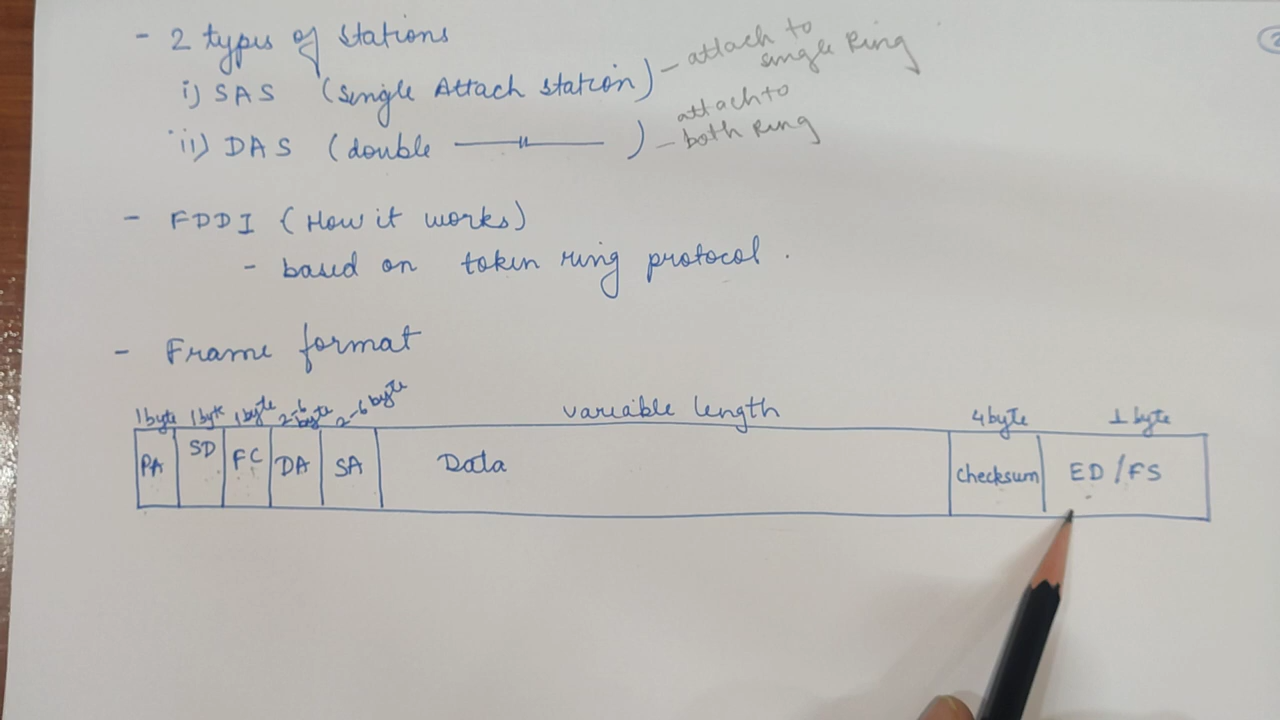 - 2 types of stations
i) SAS (Single Attach station) - attach to single Ring
ii) DAS (double —〃— ) - attach to both Ring
- FDDI (How it works)
- based on token ring protocol.
- Frame format
1byte 1byte 1byte 2-6 byte 2-6 byte variable length 4byte 1 byte
PA SD FC DA SA Data checksum ED/FS